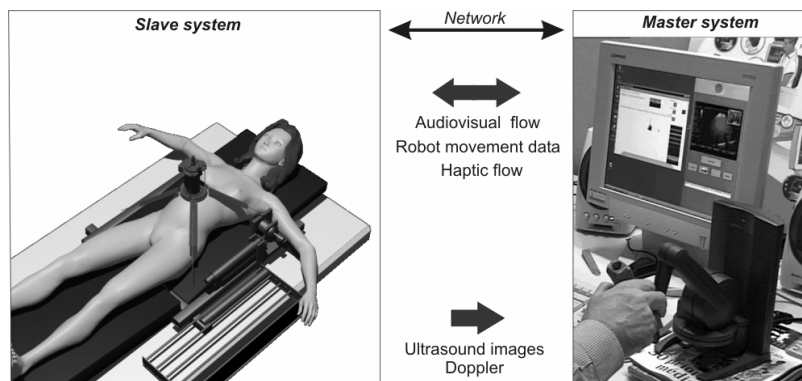 Slave system
Network
Master system
Audiovisual flow
Robot movement data
Haptic flow
Ultrasound images
Doppler